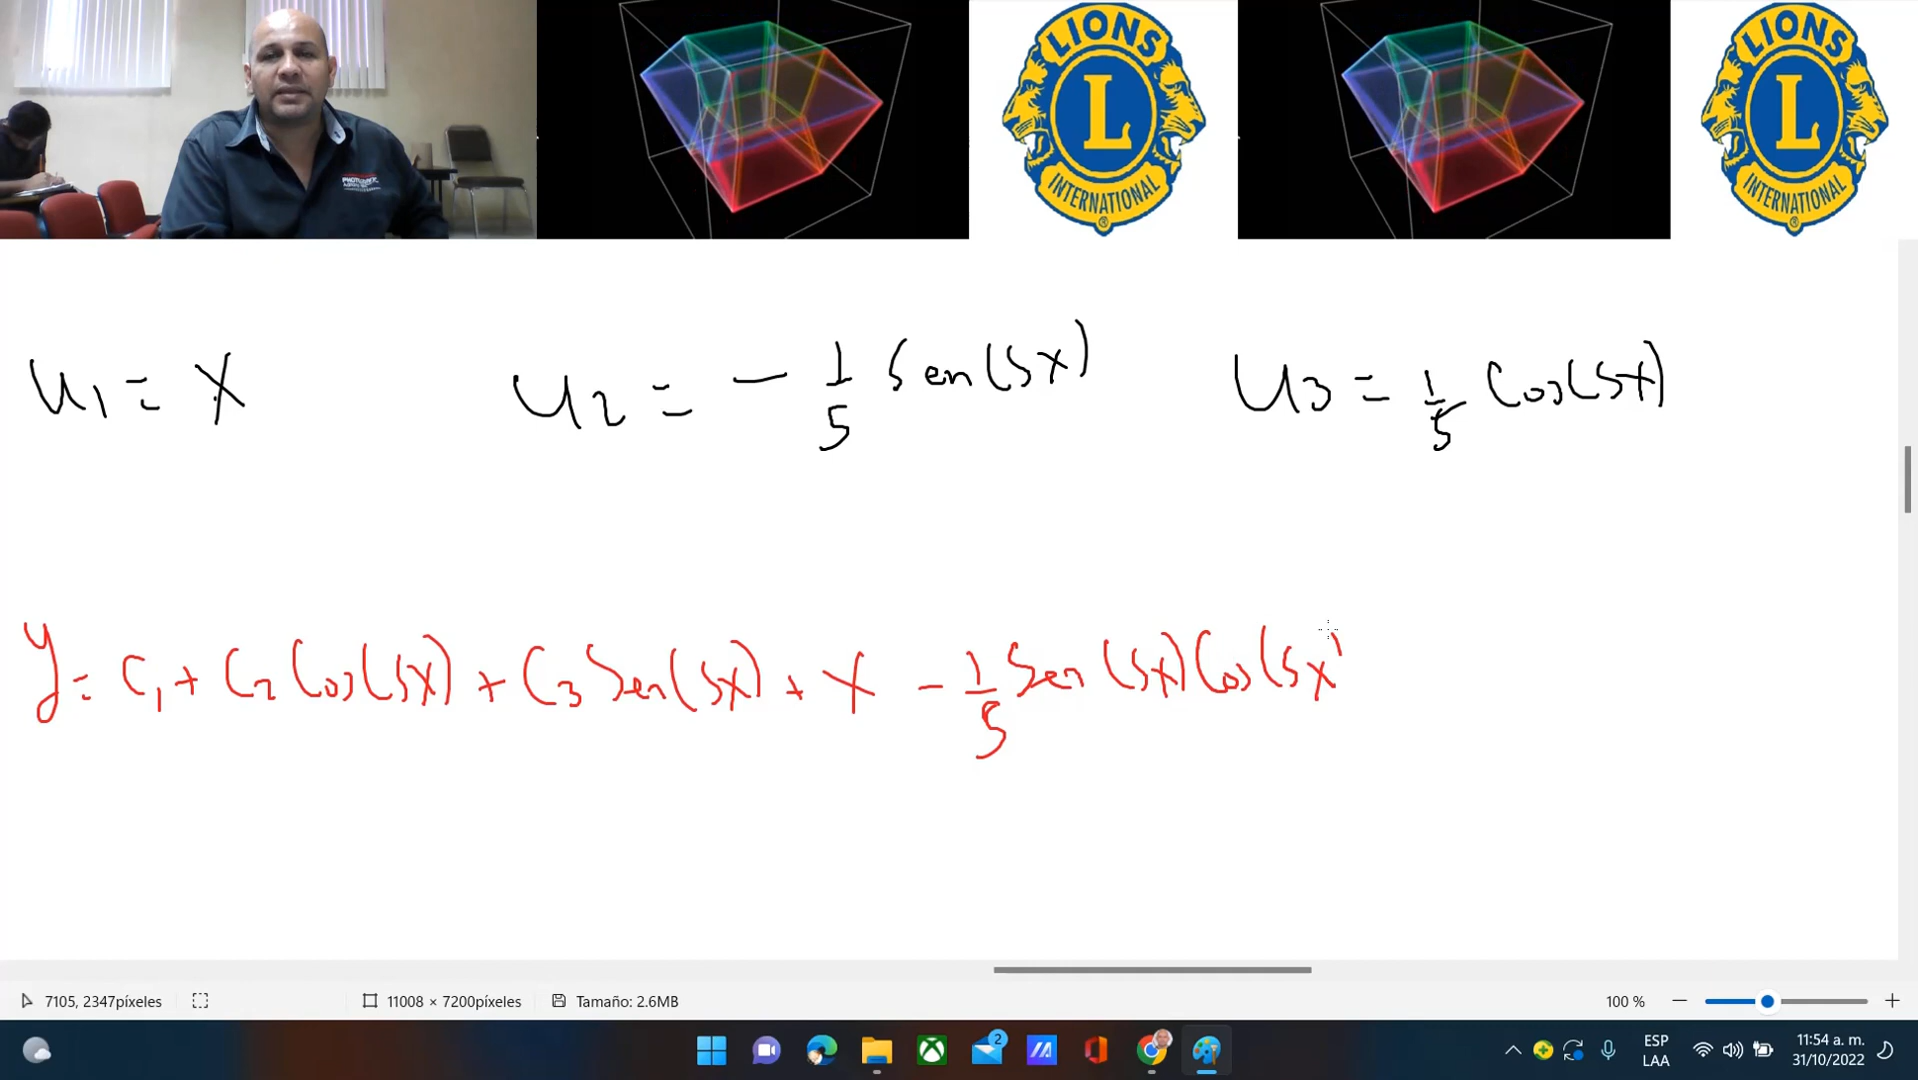 LIONS
L
INTERNATIONAL
®
LIONS
L
INTERNATIONAL
®
U1 = X
U2 = - 1/5 Sen(5x)
U3 = 1/5 Cos(5x)
y = C1 + C2 Cos(5x) + C3 Sen(5x) + X - 1/5 Sen(5x) Cos(5x)
7105, 2347píxeles
11008 × 7200píxeles
Tamaño: 2.6MB
100 %
2
ESP
LAA
11:54 a. m.
31/10/2022